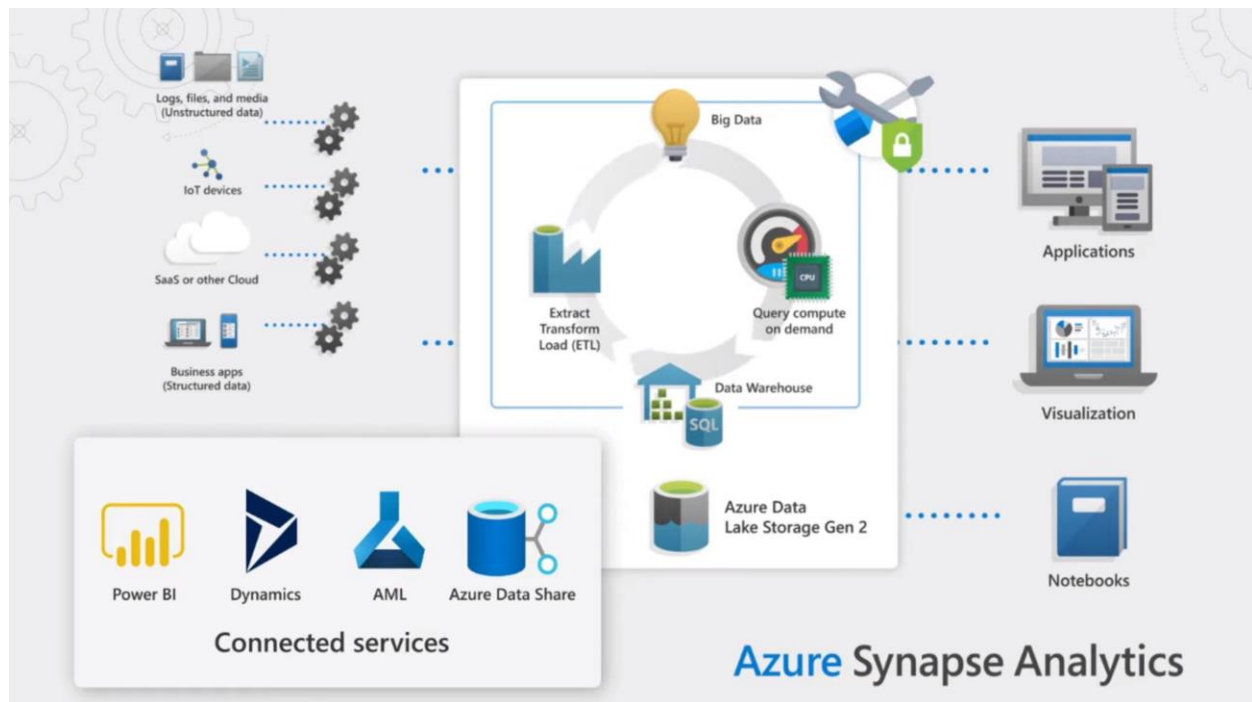 Logs, files, and media
(Unstructured data)
IoT devices
SaaS or other Cloud
Business apps
(Structured data)
Big Data
Extract
Transform
Load (ETL)
CPU
Query compute
on demand
Data Warehouse
SQL
Azure Data
Lake Storage Gen 2
Applications
Visualization
Notebooks
Power BI
Dynamics
AML
Azure Data Share
Connected services
Azure Synapse Analytics